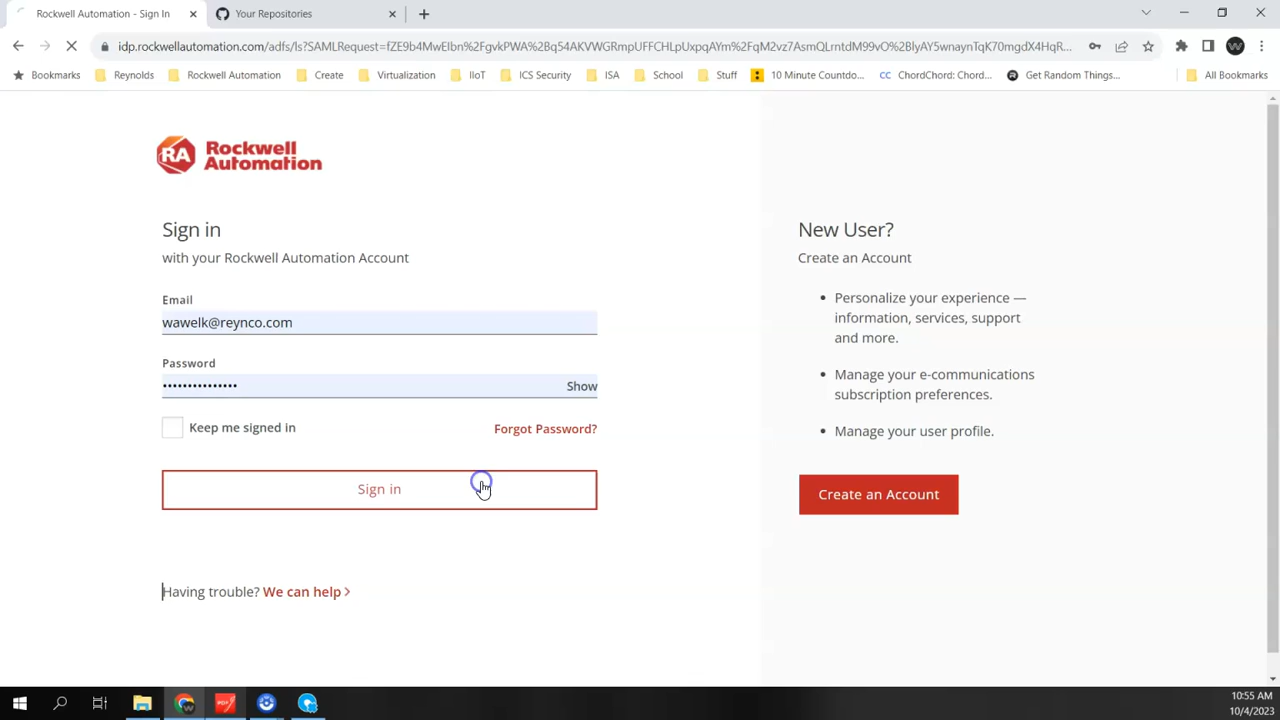 Rockwell Automation - Sign In
Your Repositories
idp.rockwellautomation.com/adfs/ls?SAMLRequest=fZE9b4MwEIbn%2FgvkPWA%2Bq54AKVWGRmpUFFCHLpUxpqAYm%2FqM2vz7AsmQLrntdM99vO%2BlyAY5wnaynTqK70mgdX4HqR...
Bookmarks
Reynolds
Rockwell Automation
Create
Virtualization
IIoT
ICS Security
ISA
School
Stuff
10 Minute Countdo...
CC ChordChord: Chord...
Get Random Things...
All Bookmarks
RA Rockwell
Automation
Sign in
with your Rockwell Automation Account
Email
wawelk@reynco.com
Password
•••••••••••••••
Show
Keep me signed in
Forgot Password?
Sign in
Having trouble? We can help >
New User?
Create an Account
• Personalize your experience —
information, services, support
and more.
• Manage your e-communications
subscription preferences.
• Manage your user profile.
Create an Account
10:55 AM
10/4/2023